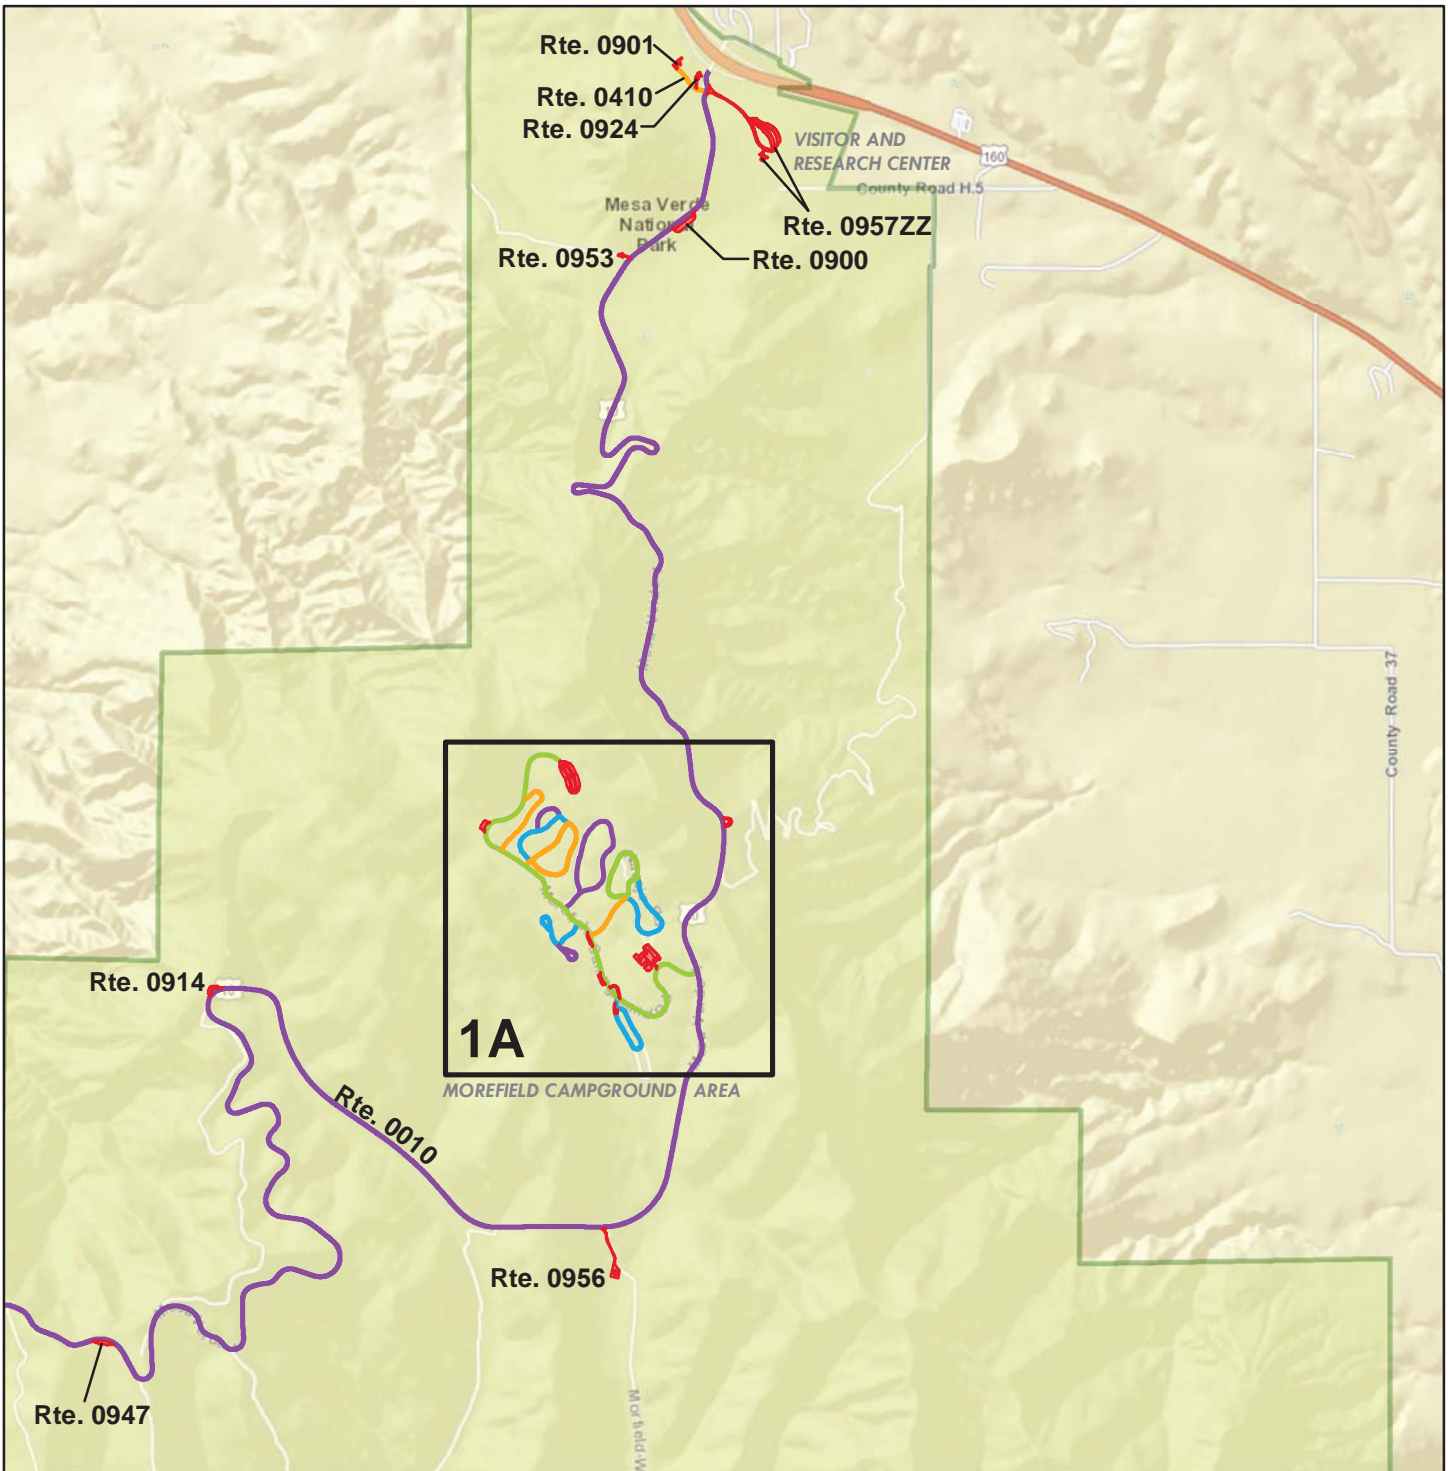 Rte. 0901
Rte. 0410
Rte. 0924
VISITOR AND
RESEARCH CENTER
160
County Road H.5
Mesa Verde
National
Park
Rte. 0957ZZ
Rte. 0953
Rte. 0900
County Road 37
1A
MOREFIELD CAMPGROUND AREA
Rte. 0914
10
Rte. 0010
Rte. 0956
Rte. 0947
Morfield-W